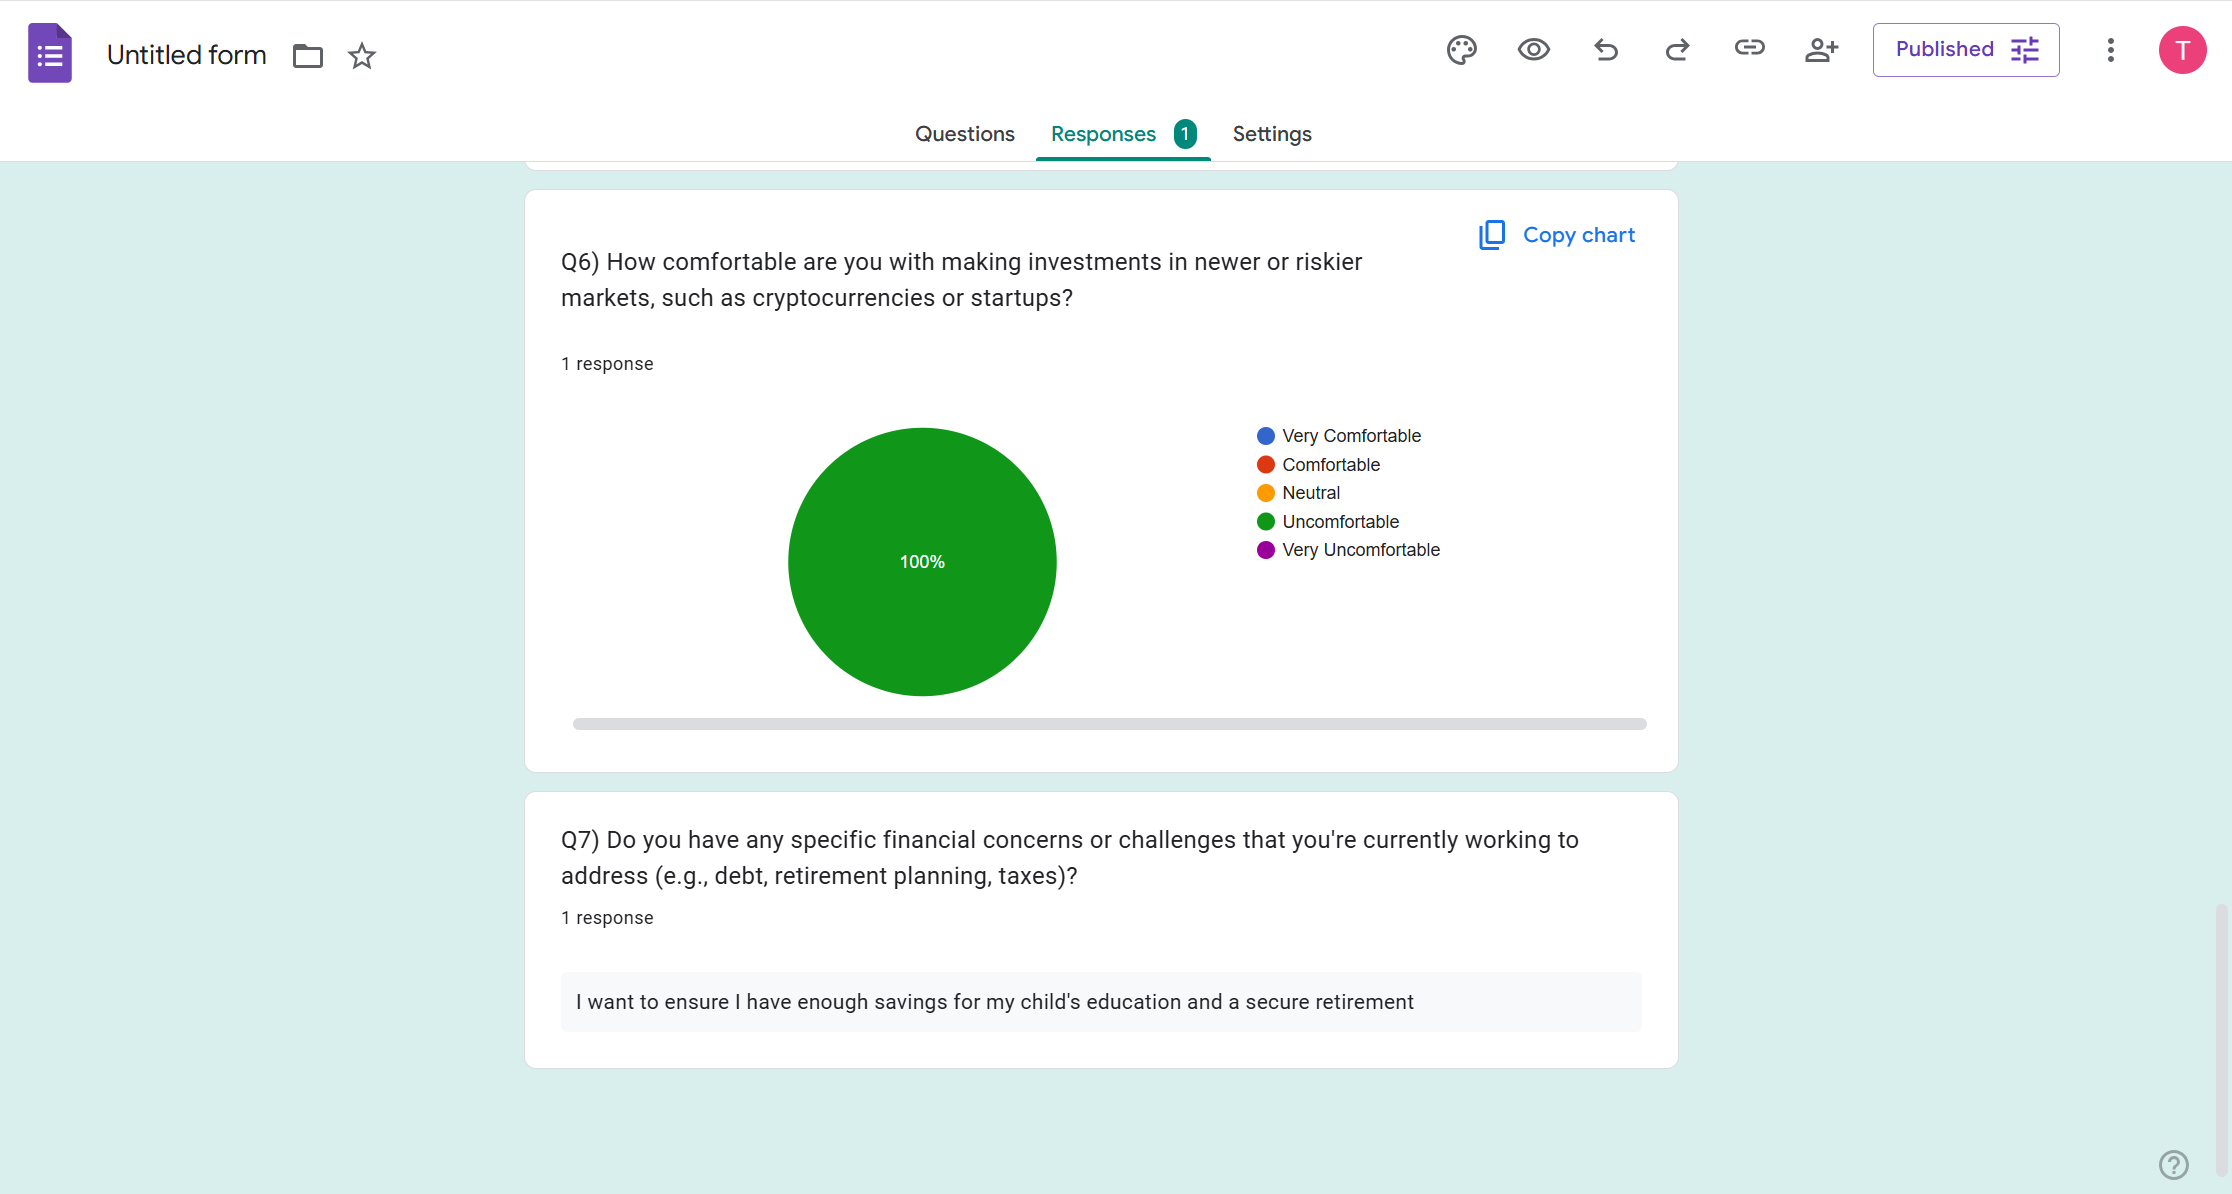 Untitled form
Published
T
Questions
Responses 1
Settings
Copy chart
Q6) How comfortable are you with making investments in newer or riskier
markets, such as cryptocurrencies or startups?
1 response
100%
Very Comfortable
Comfortable
Neutral
Uncomfortable
Very Uncomfortable
Q7) Do you have any specific financial concerns or challenges that you're currently working to
address (e.g., debt, retirement planning, taxes)?
1 response
I want to ensure I have enough savings for my child's education and a secure retirement